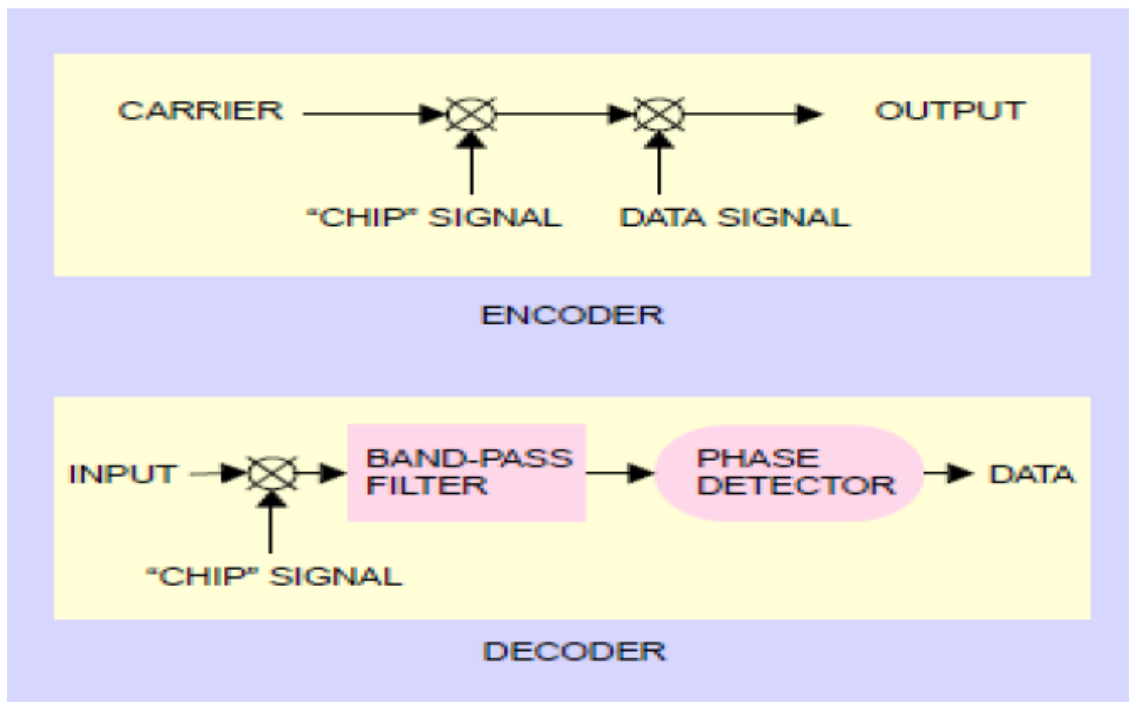 CARRIER
OUTPUT
“CHIP” SIGNAL
DATA SIGNAL
ENCODER
INPUT
BAND-PASS
FILTER
PHASE
DETECTOR
DATA
“CHIP” SIGNAL
DECODER